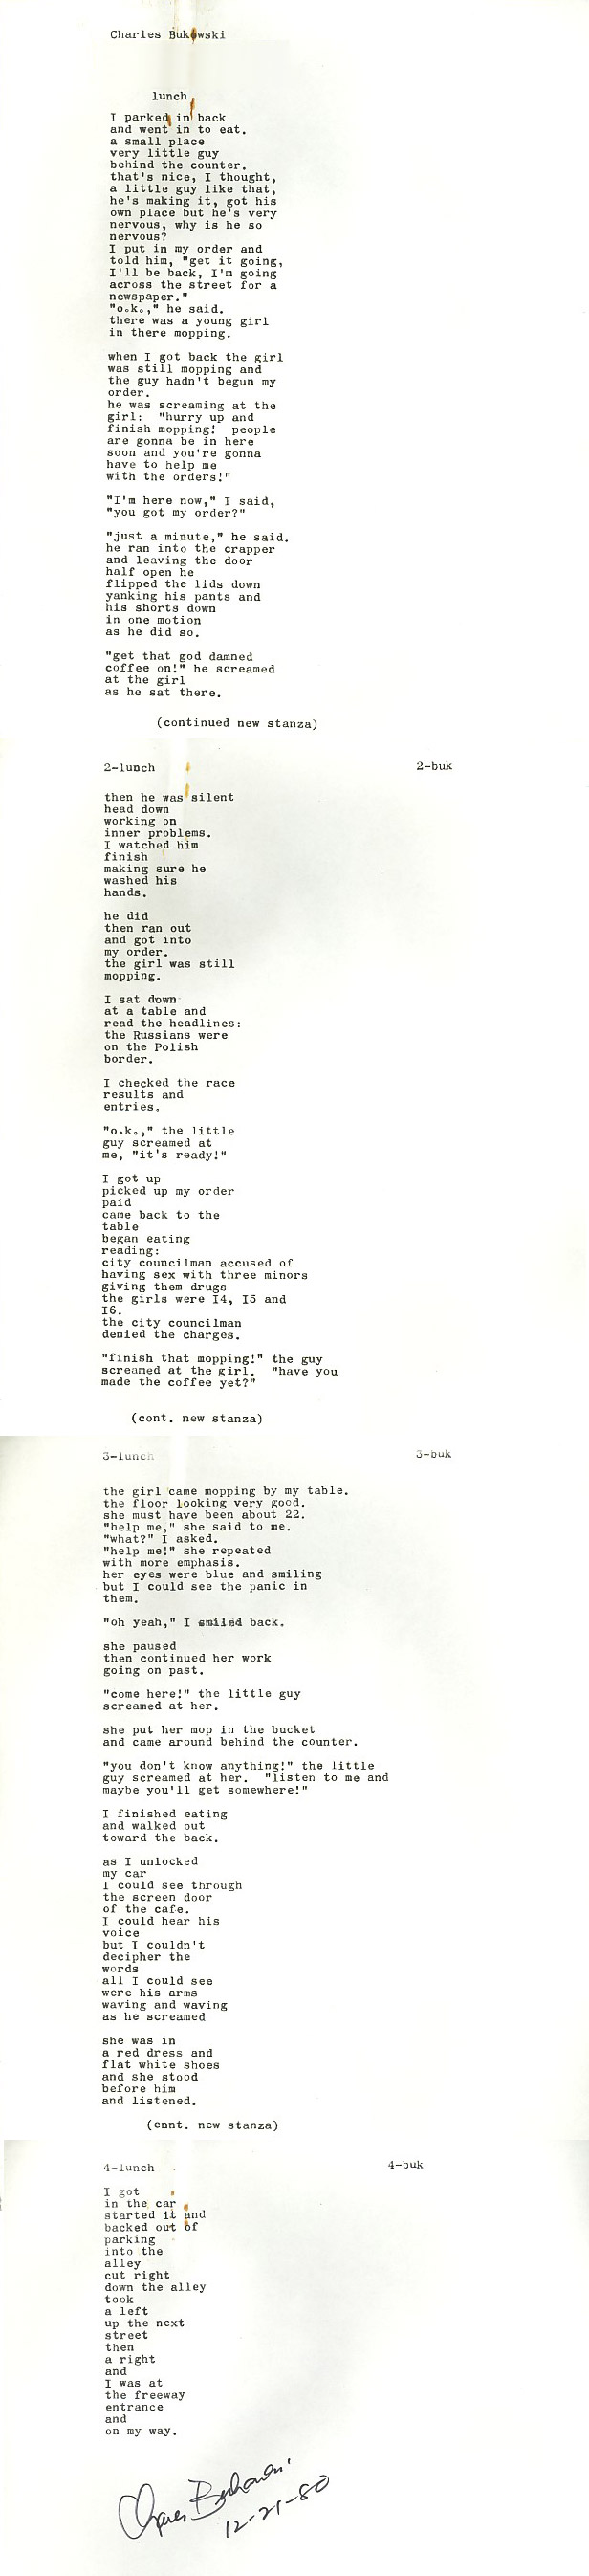 Charles Bukowski
lunch
I parked in back
and went in to eat.
a small place
very little guy
behind the counter.
that's nice, I thought,
a little guy like that,
he's making it, got his
own place but he's very
nervous, why is he so
nervous?
I put in my order and
told him, "get it going,
I'll be back, I'm going
across the street for a
newspaper."
"o.k.," he said.
there was a young girl
in there mopping.
when I got back the girl
was still mopping and
the guy hadn't begun my
order.
he was screaming at the
girl:  "hurry up and
finish mopping!  people
are gonna be in here
soon and you're gonna
have to help me
with the orders!"
"I'm here now," I said,
"you got my order?"
"just a minute," he said.
he ran into the crapper
and leaving the door
half open he
flipped the lids down
yanking his pants and
his shorts down
in one motion
as he did so.
"get that god damned
coffee on!" he screamed
at the girl
as he sat there.
(continued new stanza)
2-lunch 2-buk
then he was silent
head down
working on
inner problems.
I watched him
finish
making sure he
washed his
hands.
he did
then ran out
and got into
my order.
the girl was still
mopping.
I sat down
at a table and
read the headlines:
the Russians were
on the Polish
border.
I checked the race
results and
entries.
"o.k.," the little
guy screamed at
me, "it's ready!"
I got up
picked up my order
paid
came back to the
table
began eating
reading:
city councilman accused of
having sex with three minors
giving them drugs
the girls were I4, I5 and
I6.
the city councilman
denied the charges.
"finish that mopping!" the guy
screamed at the girl.  "have you
made the coffee yet?"
(cont. new stanza)
3-lunch 3-buk
the girl came mopping by my table.
the floor looking very good.
she must have been about 22.
"help me," she said to me.
"what?" I asked.
"help me!" she repeated
with more emphasis.
her eyes were blue and smiling
but I could see the panic in
them.
"oh yeah," I smiled back.
she paused
then continued her work
going on past.
"come here!" the little guy
screamed at her.
she put her mop in the bucket
and came around behind the counter.
"you don't know anything!" the little
guy screamed at her.  "listen to me and
maybe you'll get somewhere!"
I finished eating
and walked out
toward the back.
as I unlocked
my car
I could see through
the screen door
of the cafe.
I could hear his
voice
but I couldn't
decipher the
words
all I could see
were his arms
waving and waving
as he screamed
she was in
a red dress and
flat white shoes
and she stood
before him
and listened.
(cont. new stanza)
4-lunch 4-buk
I got
in the car
started it and
backed out of
parking
into the
alley
cut right
down the alley
took
a left
up the next
street
then
a right
and
I was at
the freeway
entrance
and
on my way.
Charles Bukowski
12-21-80